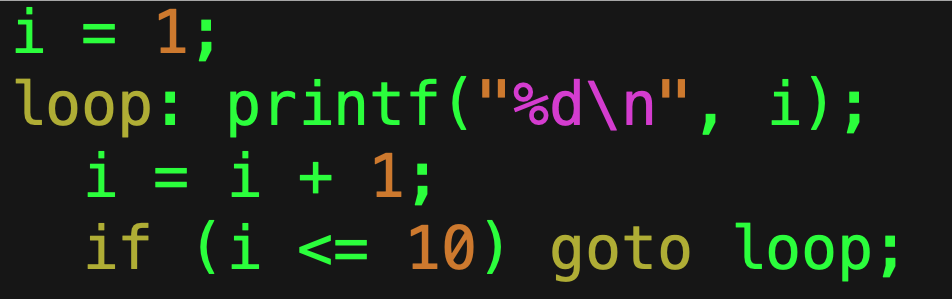 i = 1;
loop: printf("%d\n", i);
  i = i + 1;
  if (i <= 10) goto loop;